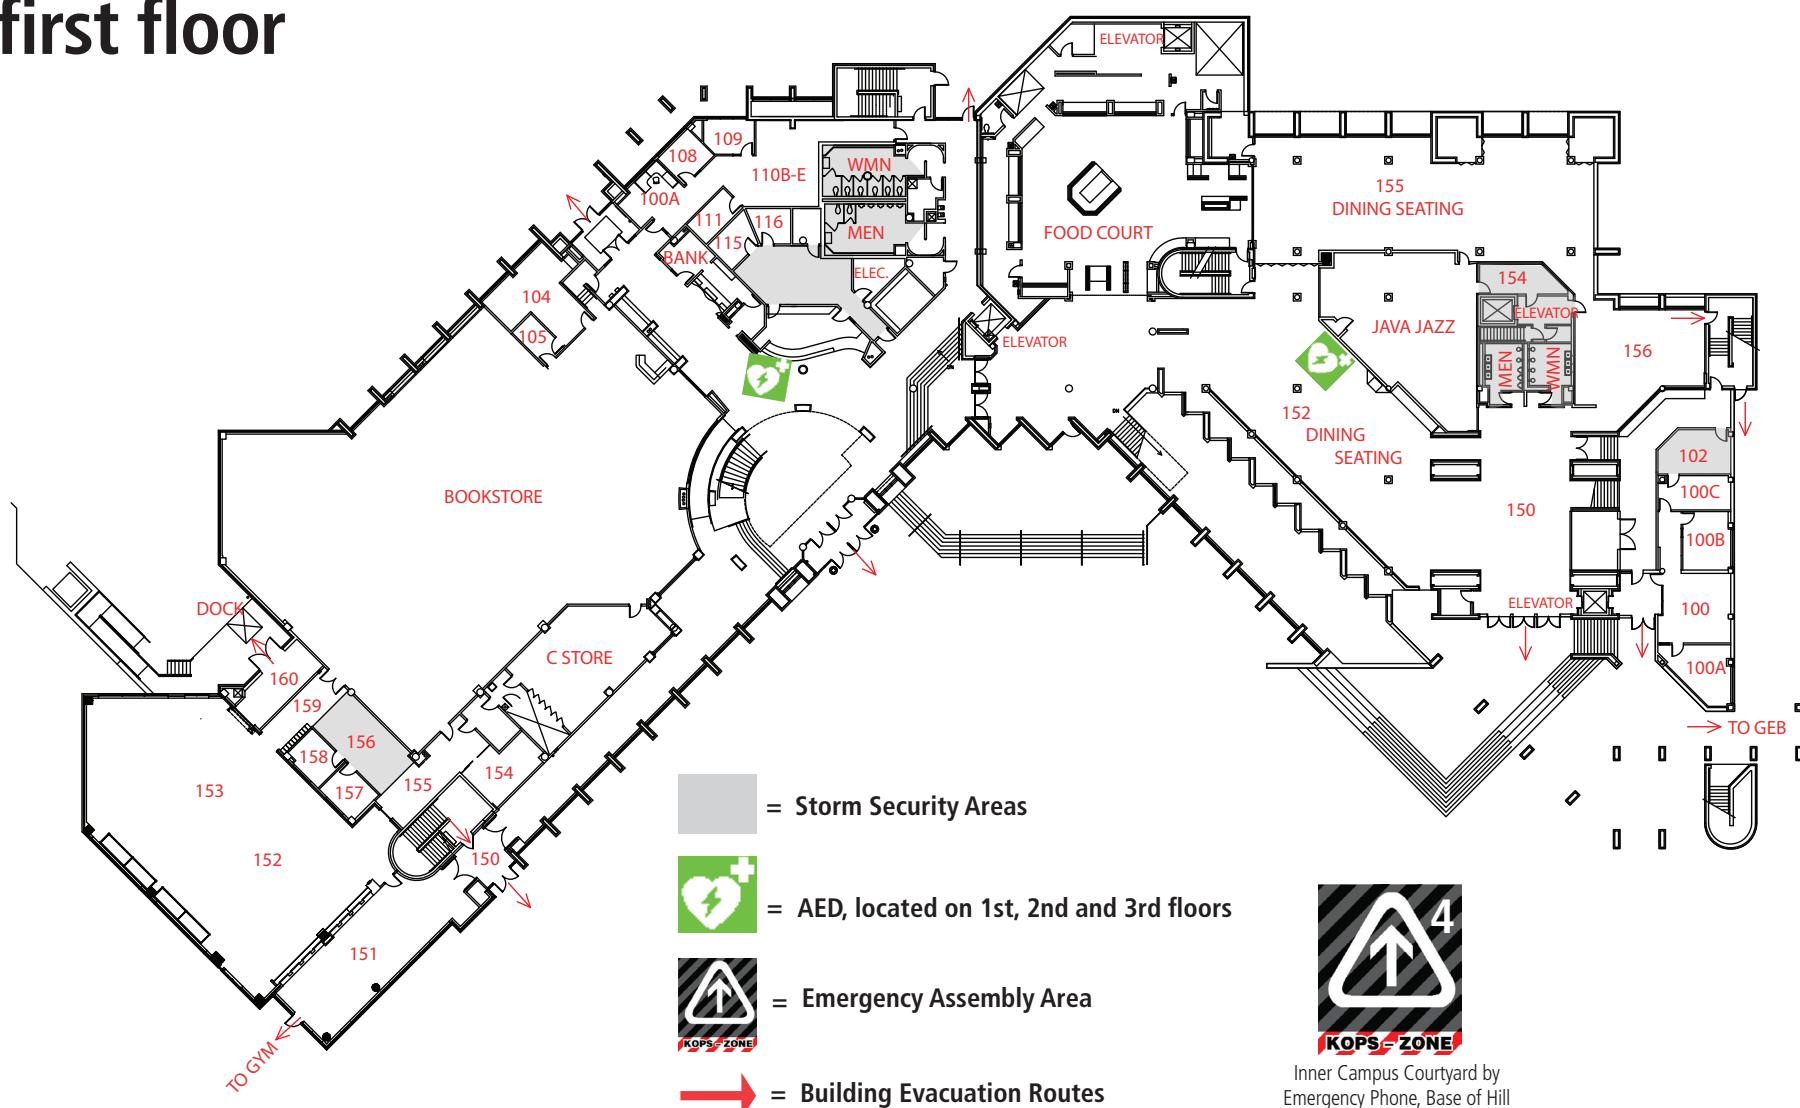 first floor
ELEVATOR
109
108
WMN
110B-E
100A
155
DINING SEATING
111
116
MEN
FOOD COURT
115
BANK
ELEC.
154
104
ELEVATOR
JAVA JAZZ
105
ELEVATOR
156
MEN
WMN
DN
DN
152
DINING
SEATING
102
100C
BOOKSTORE
150
100B
DOCK
ELEVATOR
100
C STORE
100A
160
159
TO GEB
156
158
154
155
157
153
= Storm Security Areas
152
150
= AED, located on 1st, 2nd and 3rd floors
151
4
= Emergency Assembly Area
KOPS - ZONE
KOPS - ZONE
TO GYM
Inner Campus Courtyard by
Emergency Phone, Base of Hill
= Building Evacuation Routes